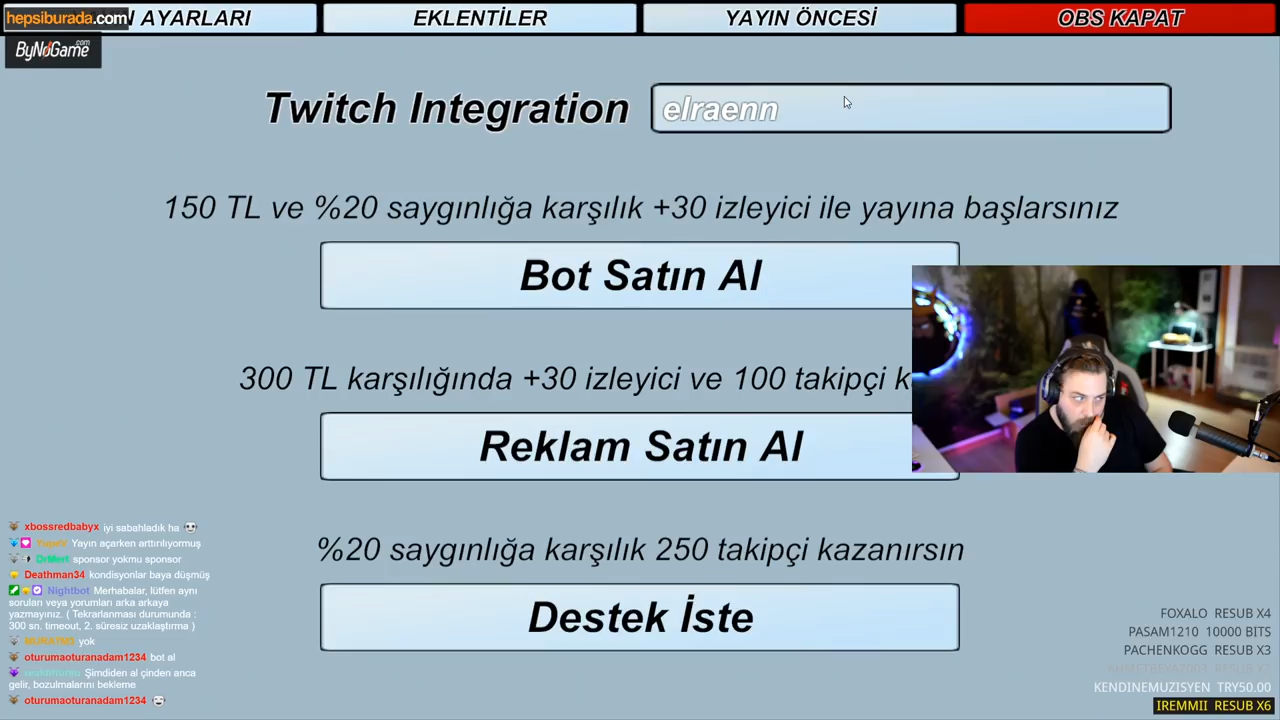 hepsiburada.com
N AYARLARI
EKLENTİLER
YAYIN ÖNCESİ
OBS KAPAT
ByNoGame.com
Twitch Integration
elraenn
150 TL ve %20 saygınlığa karşılık +30 izleyici ile yayına başlarsınız
Bot Satın Al
300 TL karşılığında +30 izleyici ve 100 takipçi k
Reklam Satın Al
%20 saygınlığa karşılık 250 takipçi kazanırsın
Destek İste
xbossredbabyx iyi sabahladık ha
Yayın açarken arttırılıyormuş
DrMert sponsor yokmu sponsor
Deathman34 kondisyonlar baya düşmüş
Nightbot Merhabalar, lütfen aynı
soruları veya yorumları arka arkaya
yazmayınız. ( Tekrarlanması durumunda :
300 sn. timeout, 2. süresiz uzaklaştırma )
yok
oturumaoturanadam1234 bot al
Şimdiden al çinden anca
gelir, bozulmalarını bekleme
oturumaoturanadam1234
FOXALO RESUB X4
PASAM1210 10000 BITS
PACHENKOGG RESUB X3
KENDINEMUZISYEN TRY50.00
IREMMII RESUB X6